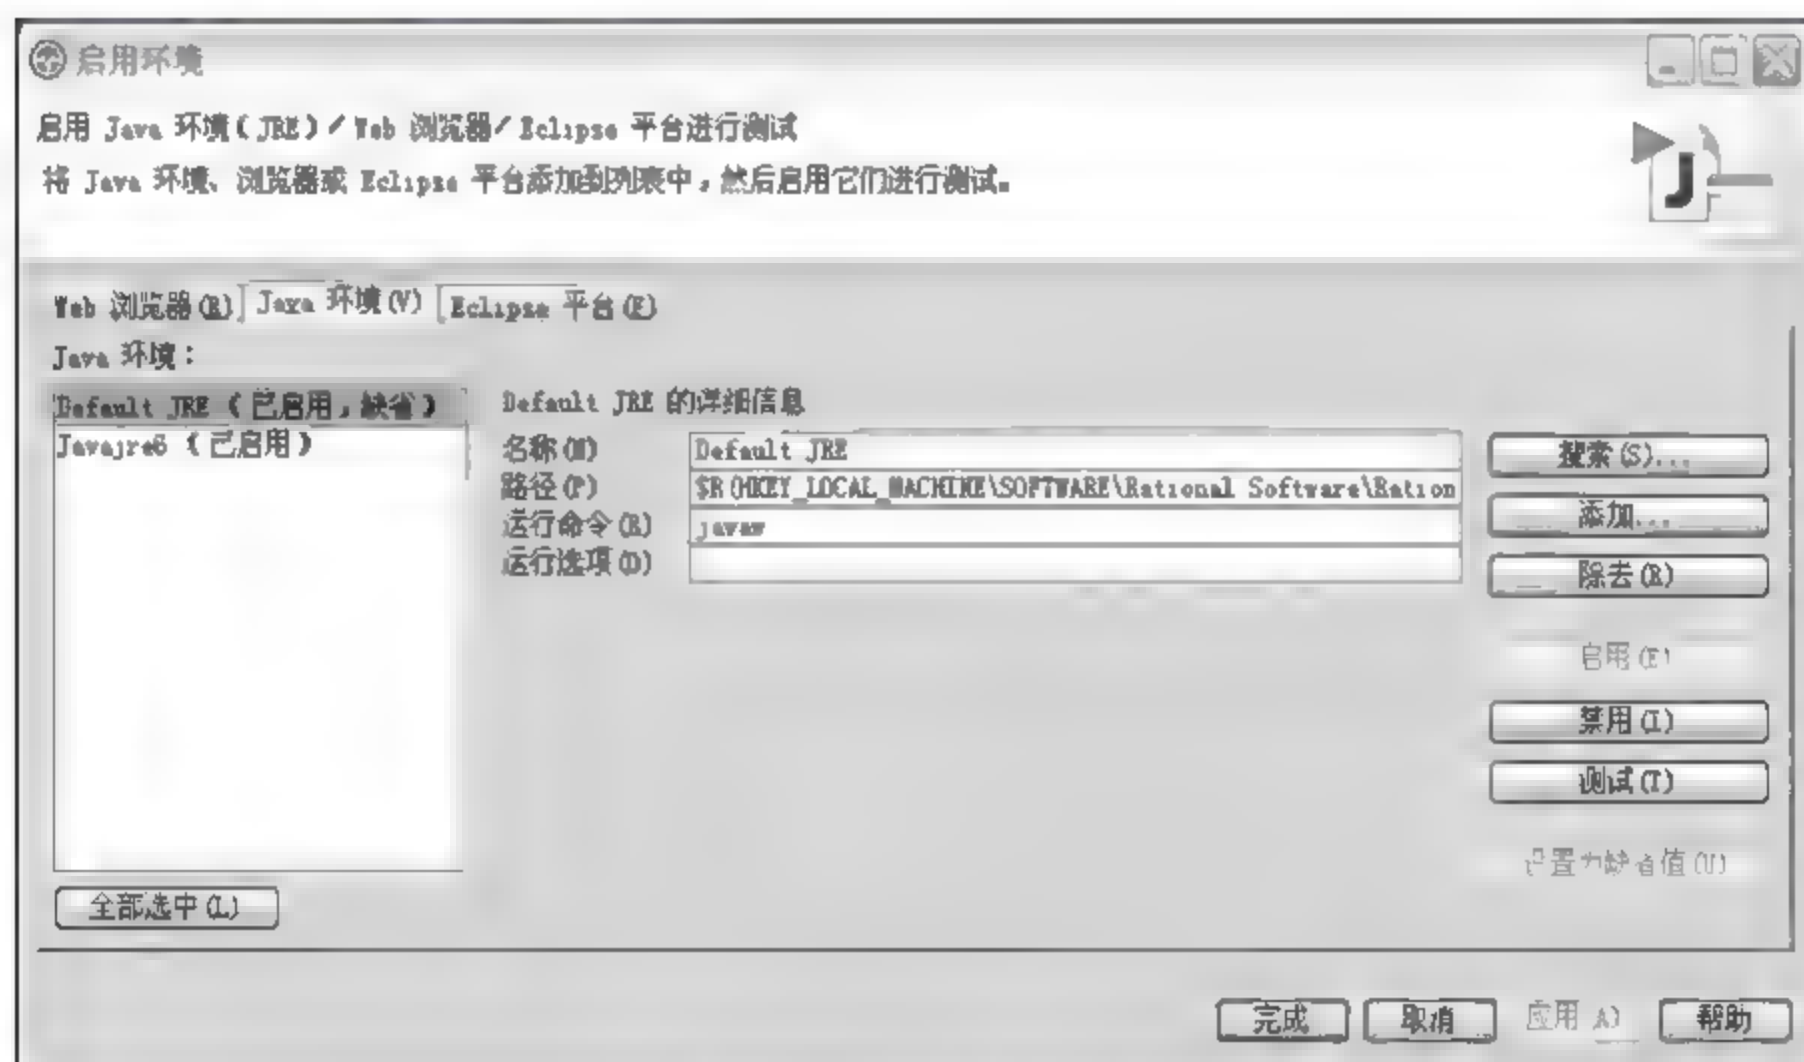 启用环境
启用 Java 环境(JRE)/Web 浏览器/Eclipse 平台进行测试
将 Java 环境、浏览器或 Eclipse 平台添加到列表中,然后启用它们进行测试。
Web 浏览器(R) Java 环境(V) Eclipse 平台(E)
Java 环境:
Default JRE (已启用,缺省)
Javajre6 (已启用)
全部选中(L)
Default JRE 的详细信息
名称(M) Default JRE
路径(P) $R(HKEY_LOCAL_MACHINE\SOFTWARE\Rational Software\Ration
运行命令(R) javaw
运行选项(O)
搜索(S)...
添加...
除去(R)
启用(E)
禁用(I)
测试(T)
设置为缺省值(U)
完成 取消 应用 A) 帮助